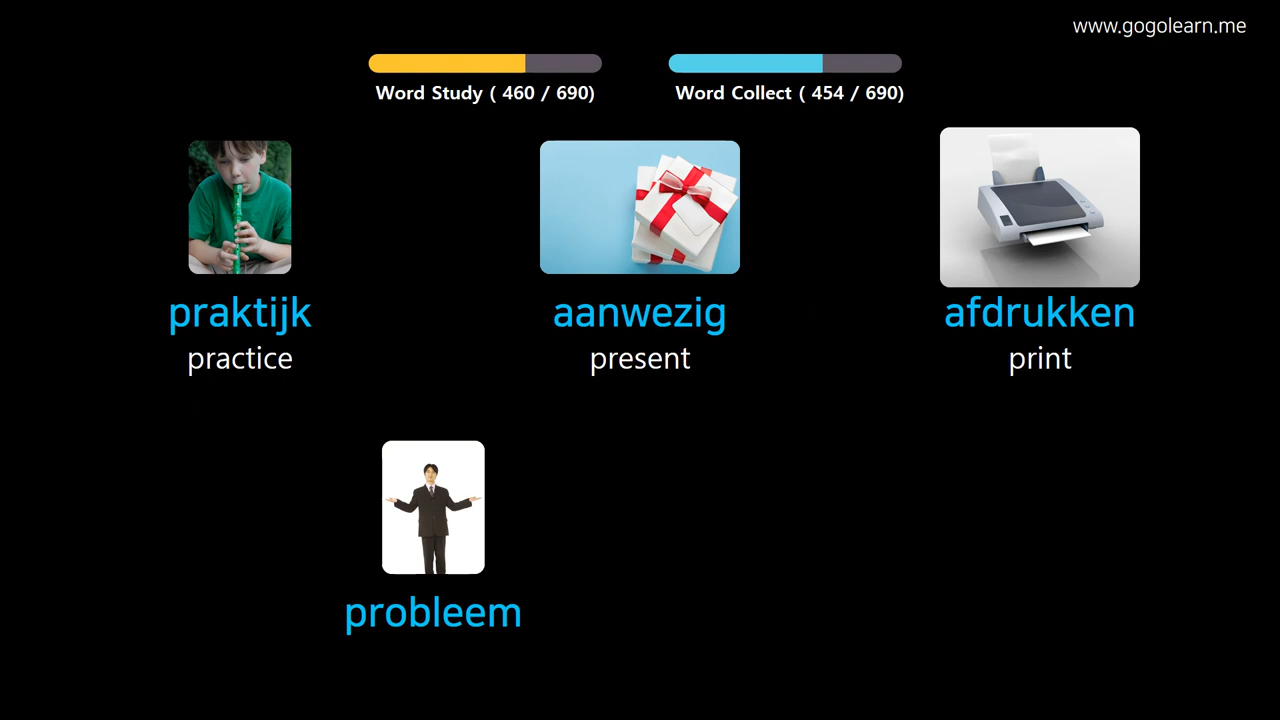 www.gogolearn.me
Word Study ( 460 / 690)
Word Collect ( 454 / 690)
praktijk
practice
aanwezig
present
afdrukken
print
probleem